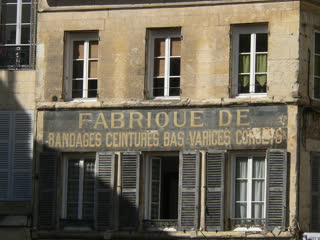 FABRIQUE DE
BANDAGES CEINTURES BAS VARICES CORSETS